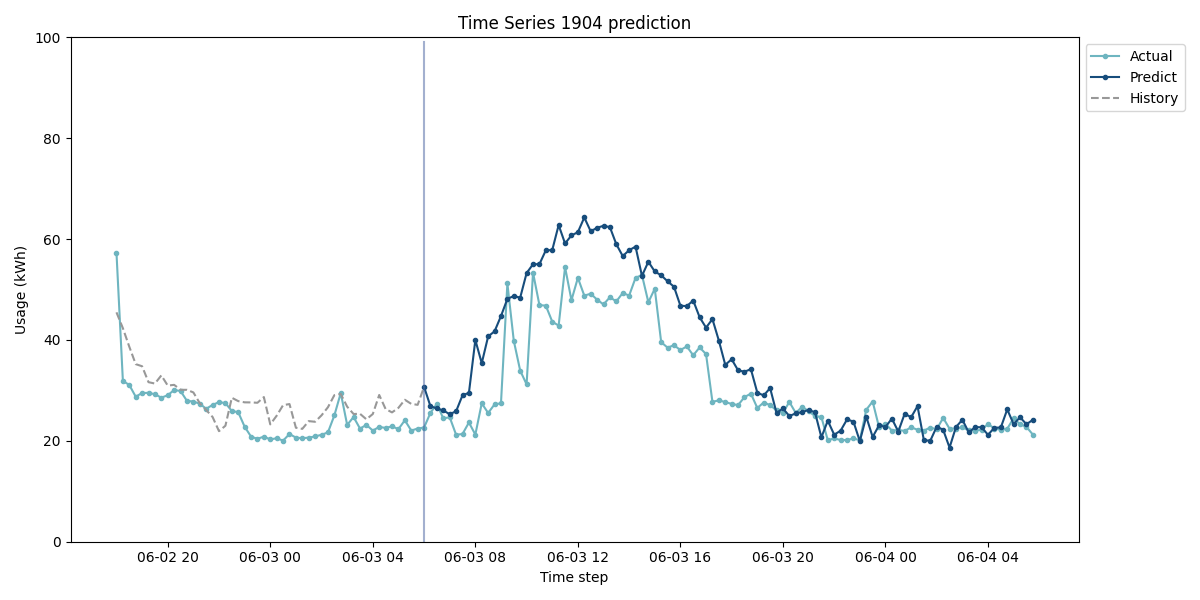 Time Series 1904 prediction
100
80
60
40
20
0
Usage (kWh)
06-02 20
06-03 00
06-03 04
06-03 08
06-03 12
06-03 16
06-03 20
06-04 00
06-04 04
Time step
Actual
Predict
History